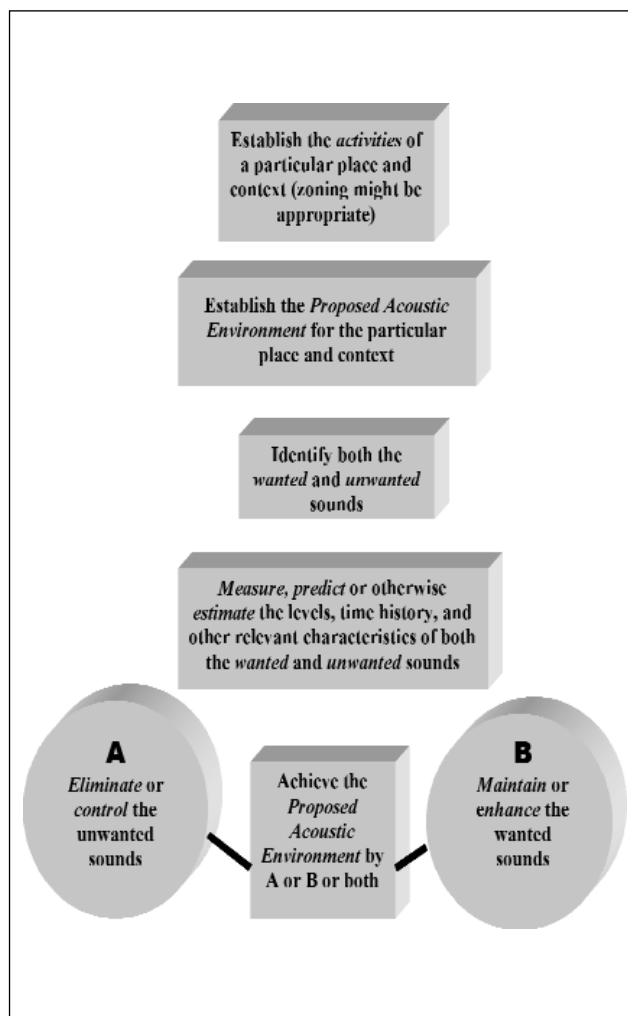 Establish the activities of
a particular place and
context (zoning might be
appropriate)
Establish the Proposed Acoustic
Environment for the particular
place and context
Identify both the
wanted and unwanted
sounds
Measure, predict or otherwise
estimate the levels, time history, and
other relevant characteristics of both
the wanted and unwanted sounds
A
Eliminate or
control the
unwanted
sounds
Achieve the
Proposed
Acoustic
Environment by
A or B or both
B
Maintain or
enhance the
wanted
sounds